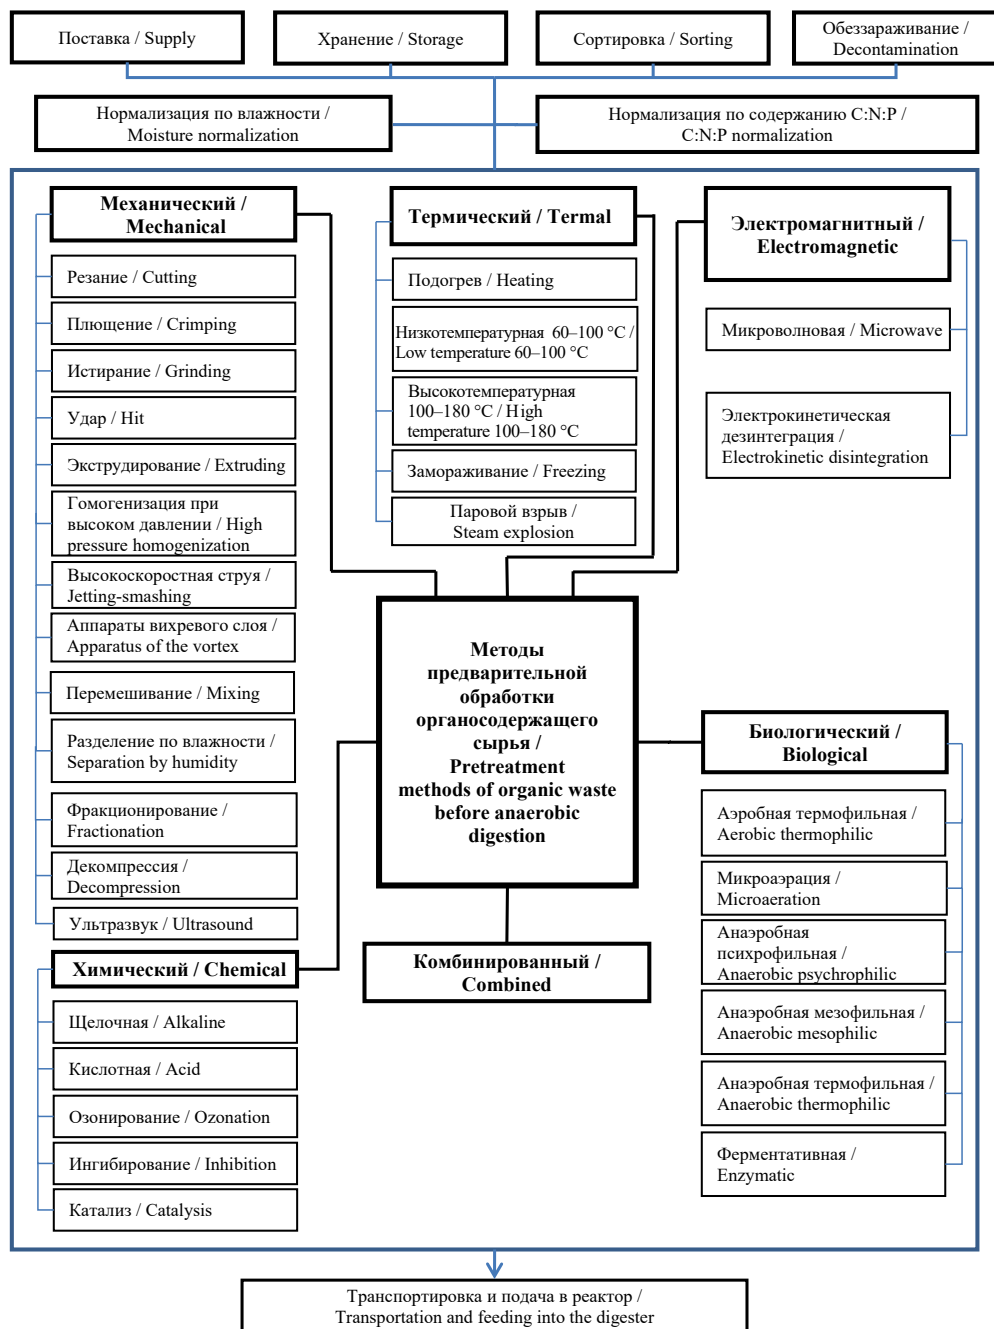 Поставка / Supply
Хранение / Storage
Сортировка / Sorting
Обеззараживание /
Decontamination
Нормализация по влажности /
Moisture normalization
Нормализация по содержанию C:N:P /
C:N:P normalization
Механический /
Mechanical
Резание / Cutting
Плющение / Crimping
Истирание / Grinding
Удар / Hit
Экструдирование / Extruding
Гомогенизация при
высоком давлении / High
pressure homogenization
Высокоскоростная струя /
Jetting-smashing
Аппараты вихревого слоя /
Apparatus of the vortex
Перемешивание / Mixing
Разделение по влажности /
Separation by humidity
Фракционирование /
Fractionation
Декомпрессия /
Decompression
Ультразвук / Ultrasound
Химический / Chemical
Щелочная / Alkaline
Кислотная / Acid
Озонирование / Ozonation
Ингибирование / Inhibition
Катализ / Catalysis
Термический / Termal
Подогрев / Heating
Низкотемпературная 60–100 °C /
Low temperature 60–100 °C
Высокотемпературная
100–180 °C / High
temperature 100–180 °C
Замораживание / Freezing
Паровой взрыв /
Steam explosion
Методы
предварительной
обработки
органосодержащего
сырья /
Pretreatment
methods of organic waste
before anaerobic
digestion
Комбинированный /
Combined
Электромагнитный /
Electromagnetic
Микроволновая / Microwave
Электрокинетическая
дезинтеграция /
Electrokinetic disintegration
Биологический /
Biological
Аэробная термофильная /
Aerobic thermophilic
Микроаэрация /
Microaeration
Анаэробная
психрофильная /
Anaerobic psychrophilic
Анаэробная мезофильная /
Anaerobic mesophilic
Анаэробная термофильная /
Anaerobic thermophilic
Ферментативная /
Enzymatic
Транспортировка и подача в реактор /
Transportation and feeding into the digester